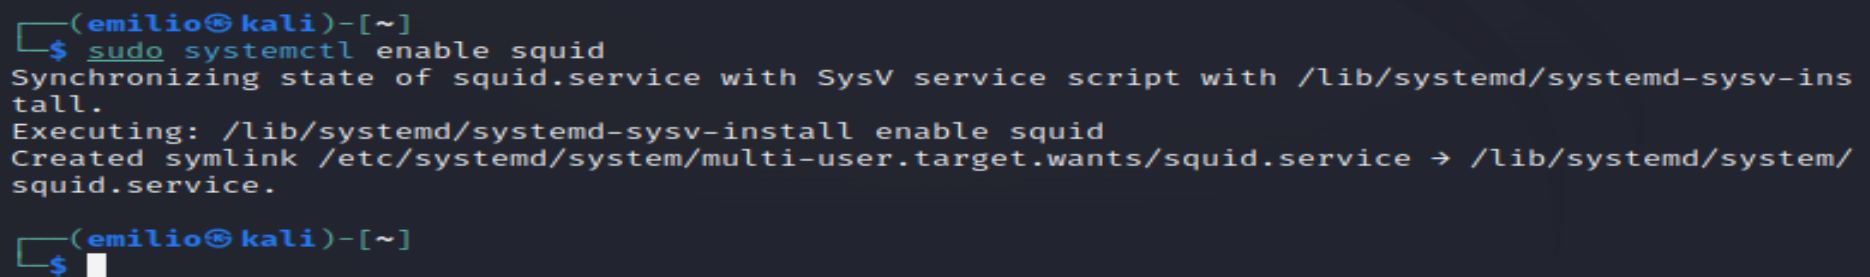 ┌──(emilio㉿kali)-[~]
└─$ sudo systemctl enable squid
Synchronizing state of squid.service with SysV service script with /lib/systemd/systemd-sysv-ins
tall.
Executing: /lib/systemd/systemd-sysv-install enable squid
Created symlink /etc/systemd/system/multi-user.target.wants/squid.service → /lib/systemd/system/
squid.service.
┌──(emilio㉿kali)-[~]
└─$